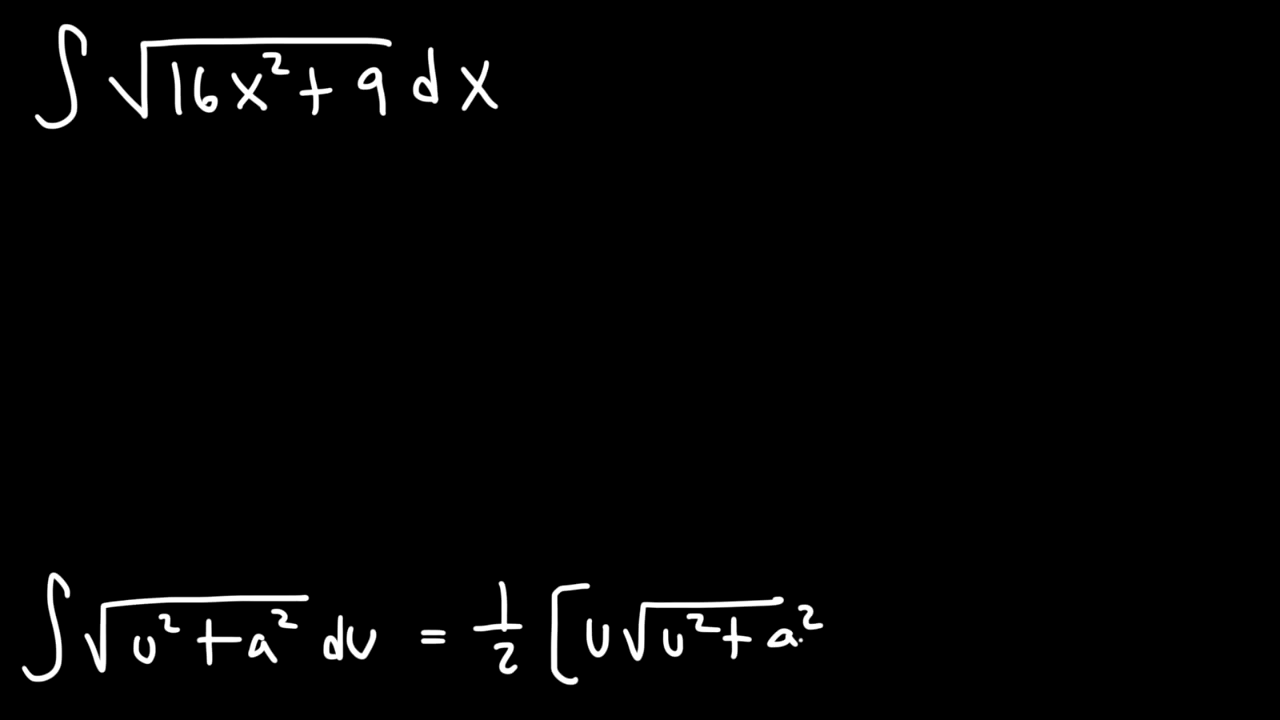 ∫ √(16x² + 9) dx
∫ √(u² + a²) du = 1/2 [u√(u² + a²)